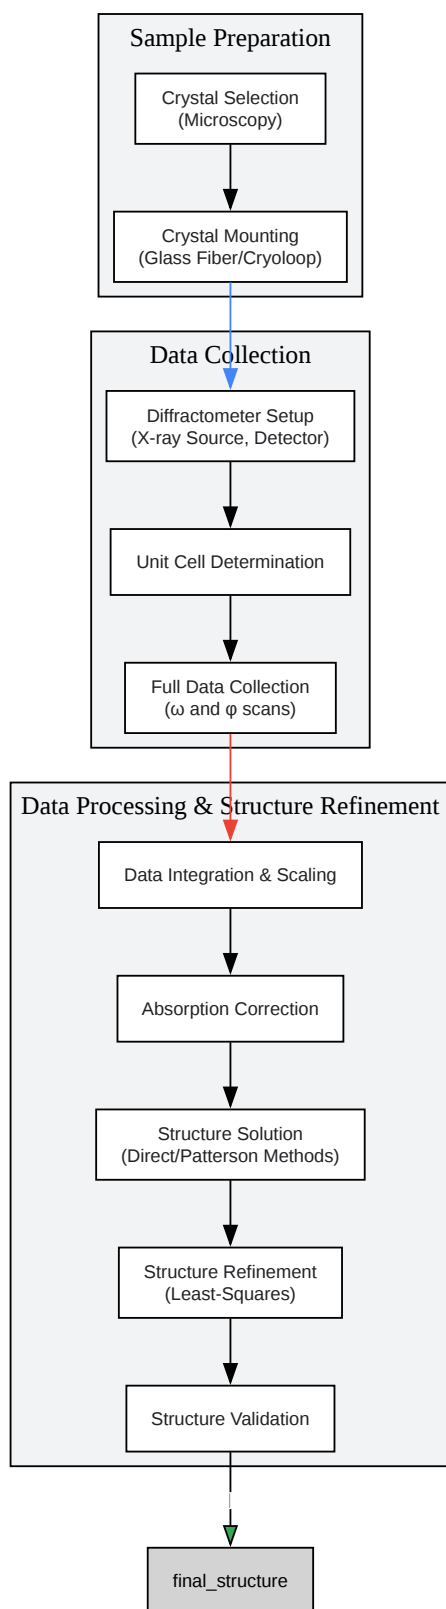 Sample Preparation
Crystal Selection
(Microscopy)
Crystal Mounting
(Glass Fiber/Cryoloop)
Data Collection
Diffractometer Setup
(X-ray Source, Detector)
Unit Cell Determination
Full Data Collection
(ω and φ scans)
Data Processing & Structure Refinement
Data Integration & Scaling
Absorption Correction
Structure Solution
(Direct/Patterson Methods)
Structure Refinement
(Least-Squares)
Structure Validation
final_structure